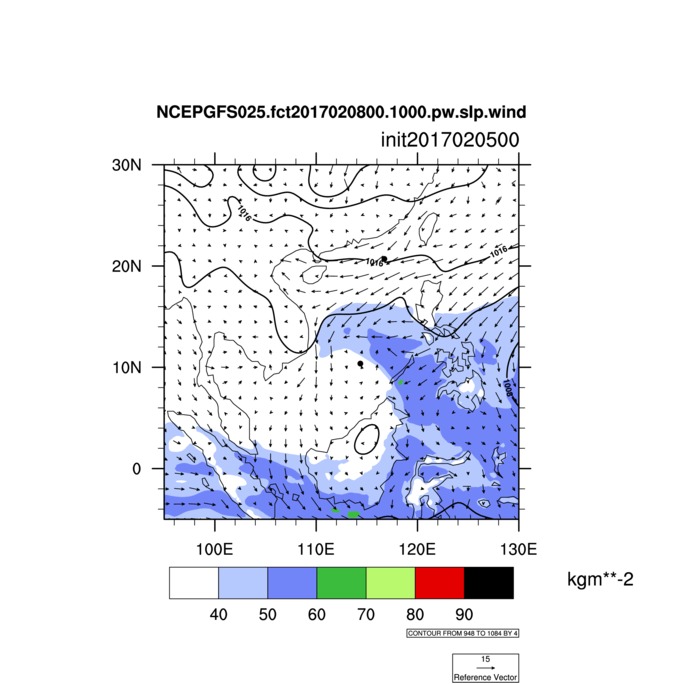 NCEPGFS025.fct2017020800.1000.pw.slp.wind
init2017020500
30N
1016
1016
1016
20N
10N
1008
0
100E 110E 120E 130E
kgm**-2
40 50 60 70 80 90
CONTOUR FROM 948 TO 1084 BY 4
15
Reference Vector